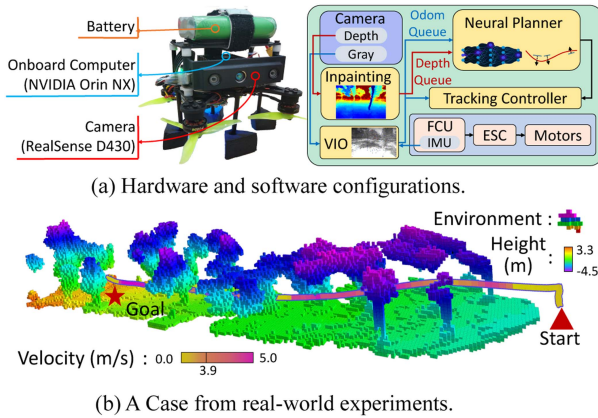 Battery
Onboard Computer
(NVIDIA Orin NX)
Camera
(RealSense D430)
Camera
Depth
Gray
Odom
Queue
Neural Planner
Inpainting
Depth
Queue
Tracking Controller
VIO
FCU
IMU
ESC
Motors
(a) Hardware and software configurations.
Environment :
Height :
(m)
3.3
-4.5
Goal
Start
Velocity (m/s) :
0.0
5.0
3.9
(b) A Case from real-world experiments.